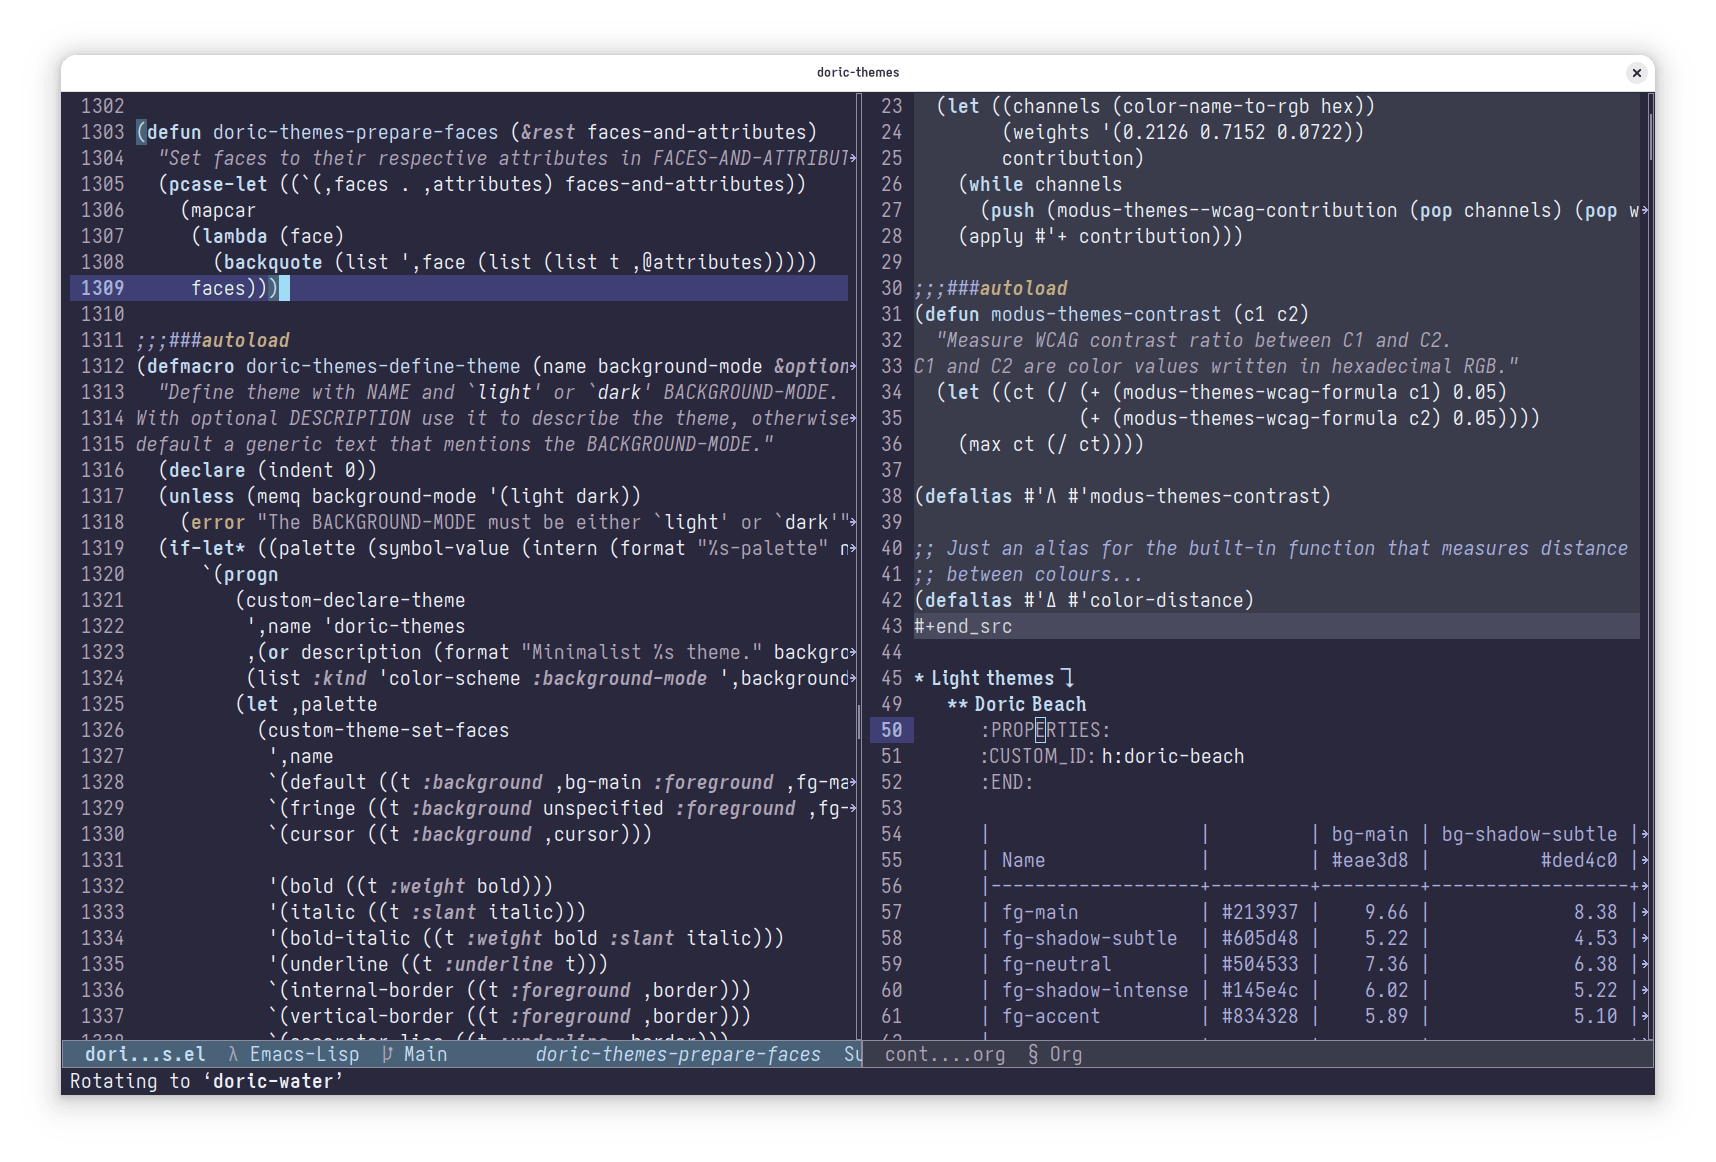 doric-themes
1302
1303 (defun doric-themes-prepare-faces (&rest faces-and-attributes)
1304   "Set faces to their respective attributes in FACES-AND-ATTRIBUT
1305   (pcase-let ((`(,faces . ,attributes) faces-and-attributes))
1306     (mapcar
1307      (lambda (face)
1308        (backquote (list ',face (list (list t ,@attributes)))))
1309      faces)))
1310
1311 ;;;###autoload
1312 (defmacro doric-themes-define-theme (name background-mode &option
1313   "Define theme with NAME and `light' or `dark' BACKGROUND-MODE.
1314 With optional DESCRIPTION use it to describe the theme, otherwise
1315 default a generic text that mentions the BACKGROUND-MODE."
1316   (declare (indent 0))
1317   (unless (memq background-mode '(light dark))
1318     (error "The BACKGROUND-MODE must be either `light' or `dark'"
1319   (if-let* ((palette (symbol-value (intern (format "%s-palette" n
1320       `(progn
1321          (custom-declare-theme
1322           ',name 'doric-themes
1323           ,(or description (format "Minimalist %s theme." backgro
1324           (list :kind 'color-scheme :background-mode ',background
1325          (let ,palette
1326            (custom-theme-set-faces
1327             ',name
1328             `(default ((t :background ,bg-main :foreground ,fg-ma
1329             `(fringe ((t :background unspecified :foreground ,fg-
1330             `(cursor ((t :background ,cursor)))
1331
1332             '(bold ((t :weight bold)))
1333             '(italic ((t :slant italic)))
1334             '(bold-italic ((t :weight bold :slant italic)))
1335             '(underline ((t :underline t)))
1336             `(internal-border ((t :foreground ,border)))
1337             `(vertical-border ((t :foreground ,border)))
dori...s.el  λ Emacs-Lisp  Main        doric-themes-prepare-faces  Su
23   (let ((channels (color-name-to-rgb hex))
24         (weights '(0.2126 0.7152 0.0722))
25         contribution)
26     (while channels
27       (push (modus-themes--wcag-contribution (pop channels) (pop w
28     (apply #'+ contribution)))
29
30 ;;;###autoload
31 (defun modus-themes-contrast (c1 c2)
32   "Measure WCAG contrast ratio between C1 and C2.
33 C1 and C2 are color values written in hexadecimal RGB."
34   (let ((ct (/ (+ (modus-themes-wcag-formula c1) 0.05)
35                (+ (modus-themes-wcag-formula c2) 0.05))))
36     (max ct (/ ct))))
37
38 (defalias #'Λ #'modus-themes-contrast)
39
40 ;; Just an alias for the built-in function that measures distance
41 ;; between colours...
42 (defalias #'Δ #'color-distance)
43 #+end_src
44
45 * Light themes ⤵
49   ** Doric Beach
50      :PROPERTIES:
51      :CUSTOM_ID: h:doric-beach
52      :END:
53
54      |                   |         | bg-main | bg-shadow-subtle |
55      | Name              |         | #eae3d8 |          #ded4c0 |
56      |-------------------+---------+---------+------------------+
57      | fg-main           | #213937 |    9.66 |             8.38 |
58      | fg-shadow-subtle  | #605d48 |    5.22 |             4.53 |
59      | fg-neutral        | #504533 |    7.36 |             6.38 |
60      | fg-shadow-intense | #145e4c |    6.02 |             5.22 |
61      | fg-accent         | #834328 |    5.89 |             5.10 |
cont....org  § Org
Rotating to ‘doric-water’